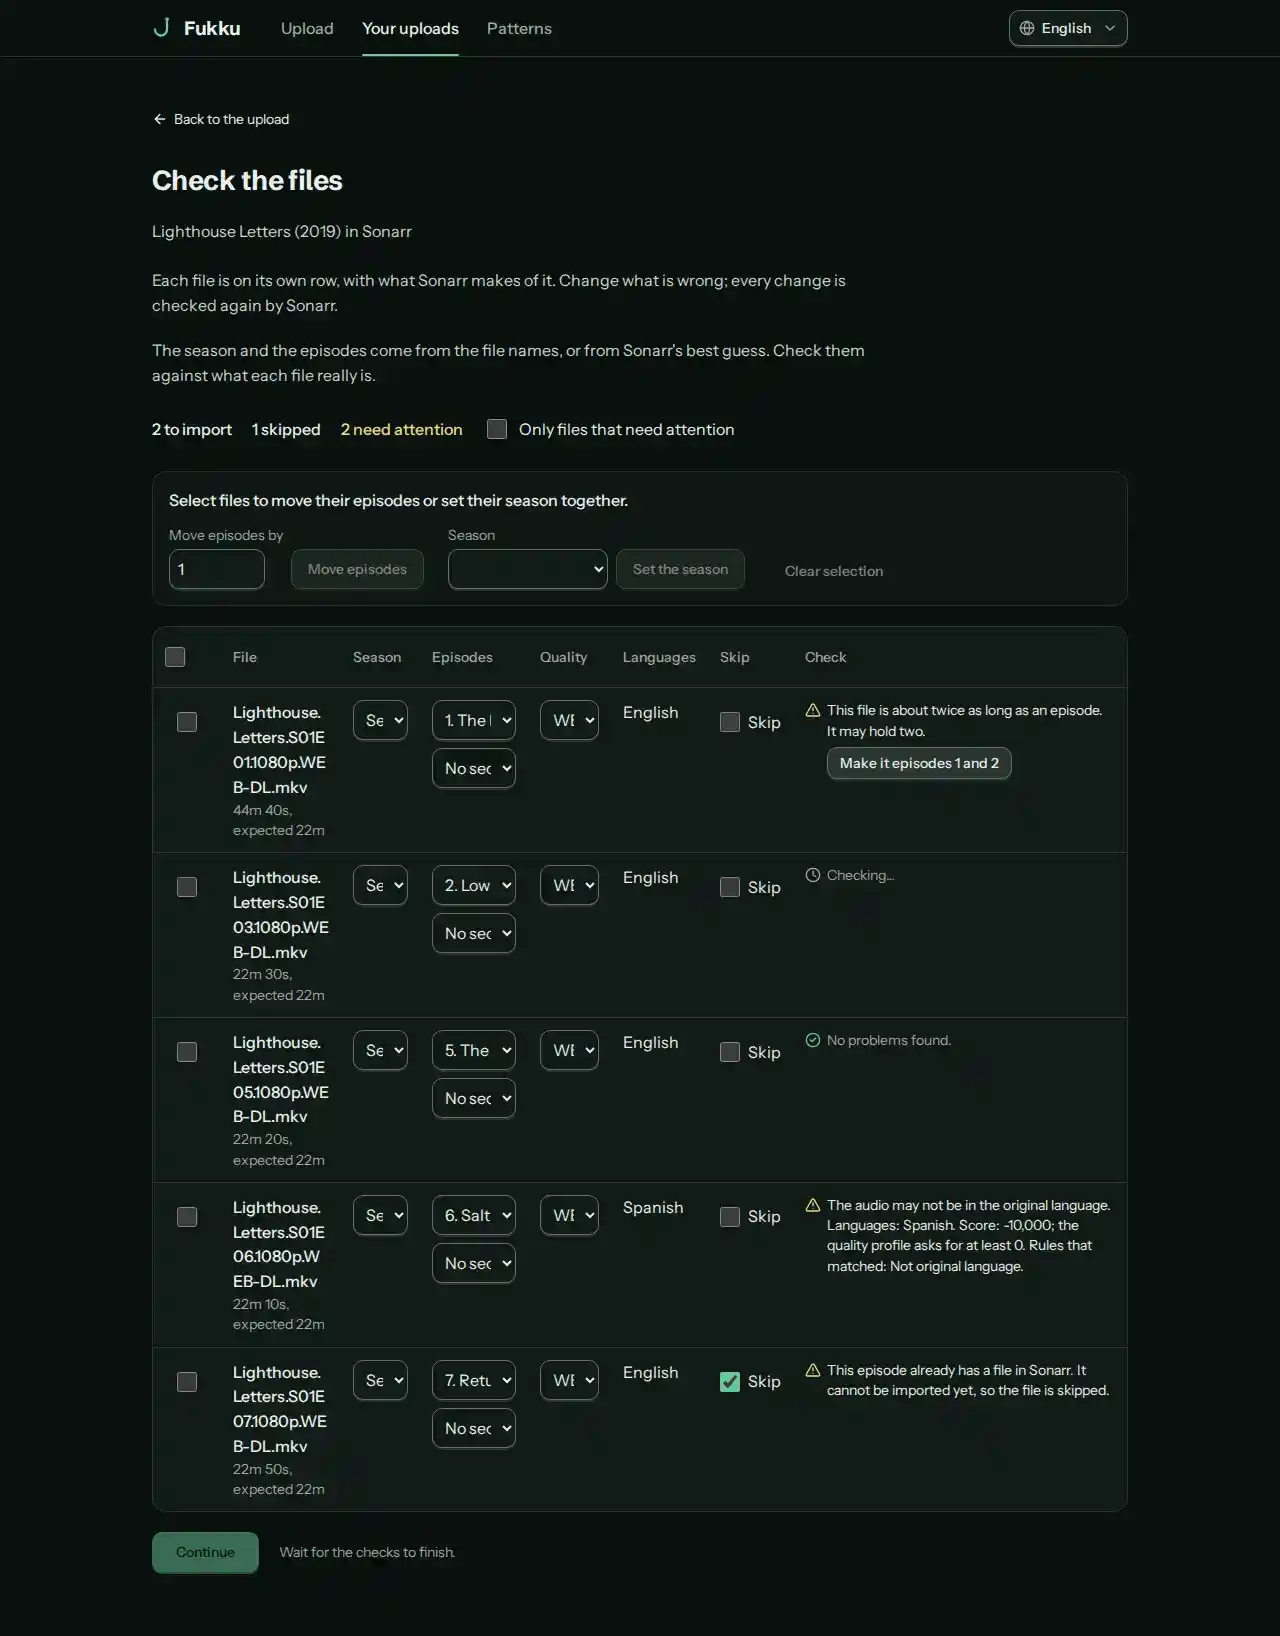 Fukku
Upload
Your uploads
Patterns
English
Back to the upload
Check the files
Lighthouse Letters (2019) in Sonarr
Each file is on its own row, with what Sonarr makes of it. Change what is wrong; every change is
checked again by Sonarr.
The season and the episodes come from the file names, or from Sonarr's best guess. Check them
against what each file really is.
2 to import
1 skipped
2 need attention
Only files that need attention
Select files to move their episodes or set their season together.
Move episodes by
Season
1
Move episodes
Set the season
Clear selection
File
Season
Episodes
Quality
Languages
Skip
Check
Lighthouse.
Letters.S01E
01.1080p.WE
B-DL.mkv
44m 40s,
expected 22m
Se
1. The
No sec
WE
English
Skip
This file is about twice as long as an episode.
It may hold two.
Make it episodes 1 and 2
Lighthouse.
Letters.S01E
03.1080p.WE
B-DL.mkv
22m 30s,
expected 22m
Se
2. Low
No sec
WE
English
Skip
Checking…
Lighthouse.
Letters.S01E
05.1080p.WE
B-DL.mkv
22m 20s,
expected 22m
Se
5. The
No sec
WE
English
Skip
No problems found.
Lighthouse.
Letters.S01E
06.1080p.W
EB-DL.mkv
22m 10s,
expected 22m
Se
6. Salt
No sec
WE
Spanish
Skip
The audio may not be in the original language.
Languages: Spanish. Score: -10,000; the
quality profile asks for at least 0. Rules that
matched: Not original language.
Lighthouse.
Letters.S01E
07.1080p.WE
B-DL.mkv
22m 50s,
expected 22m
Se
7. Retu
No sec
WE
English
Skip
This episode already has a file in Sonarr. It
cannot be imported yet, so the file is skipped.
Continue
Wait for the checks to finish.